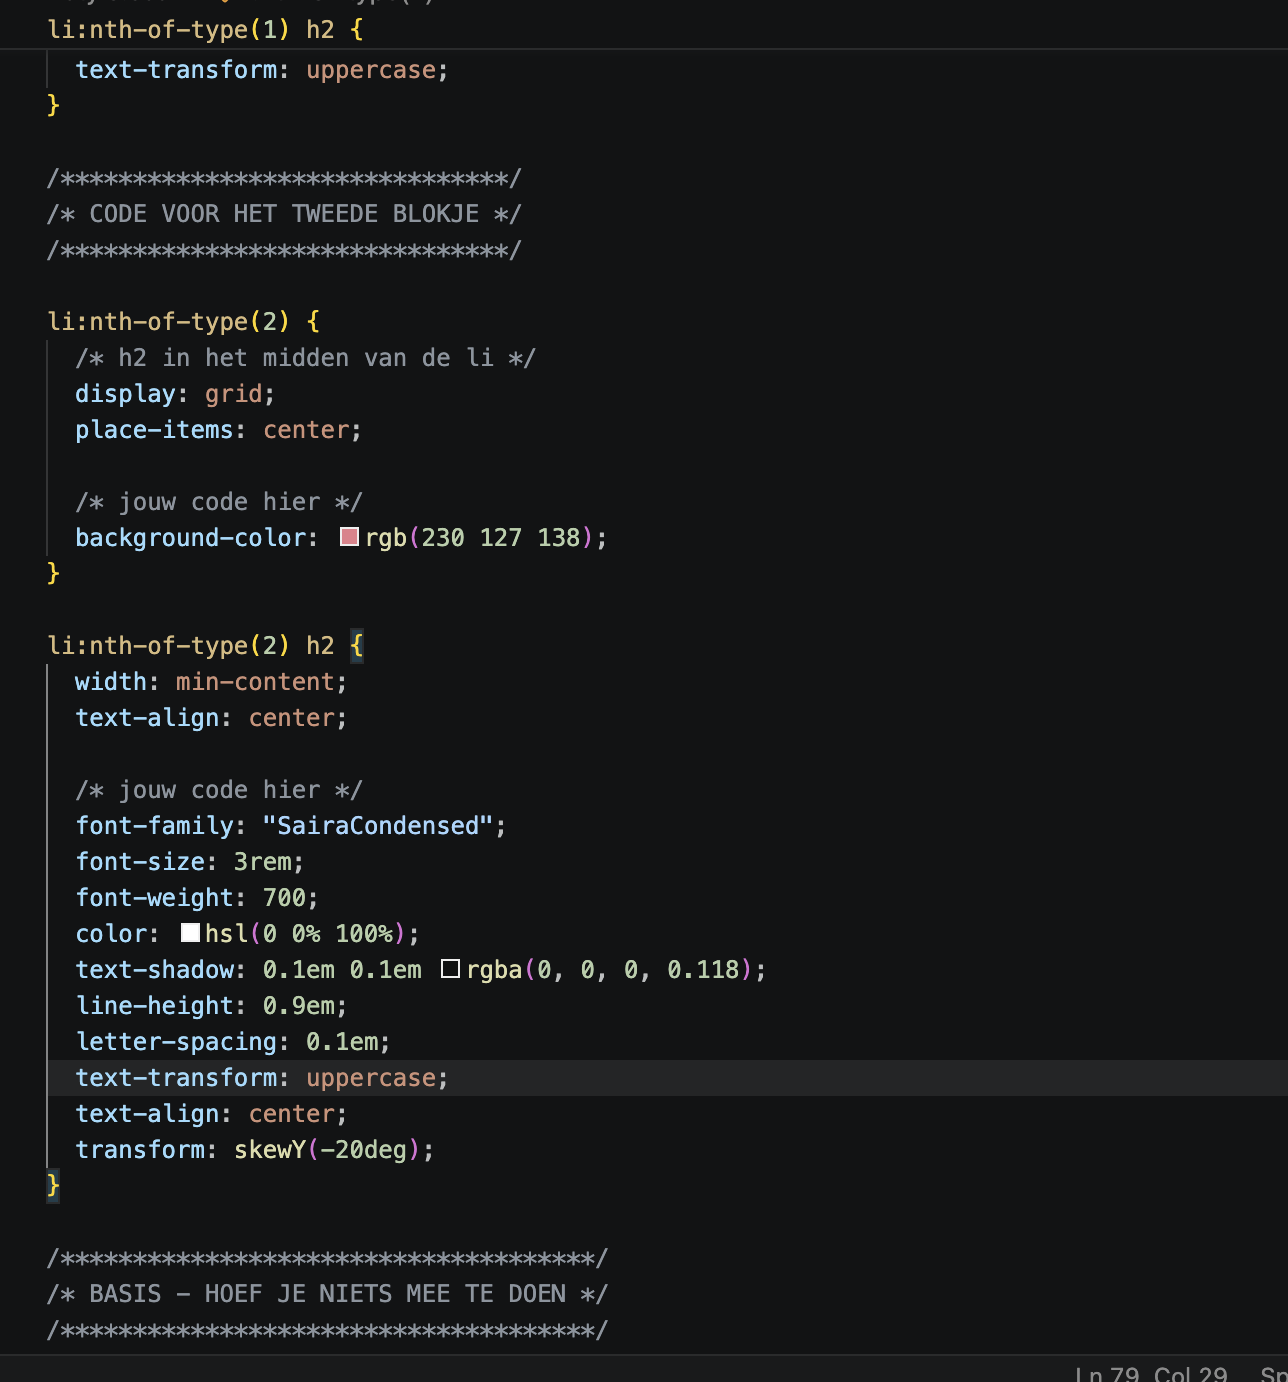 li:nth-of-type(1) h2 {
text-transform: uppercase;
}
/*******************************/
/* CODE VOOR HET TWEEDE BLOKJE */
/*******************************/
li:nth-of-type(2) {
/* h2 in het midden van de li */
display: grid;
place-items: center;
/* jouw code hier */
background-color: rgb(230 127 138);
}
li:nth-of-type(2) h2 {
width: min-content;
text-align: center;
/* jouw code hier */
font-family: "SairaCondensed";
font-size: 3rem;
font-weight: 700;
color: hsl(0 0% 100%);
text-shadow: 0.1em 0.1em rgba(0, 0, 0, 0.118);
line-height: 0.9em;
letter-spacing: 0.1em;
text-transform: uppercase;
text-align: center;
transform: skewY(-20deg);
}
/*************************************/
/* BASIS - HOEF JE NIETS MEE TE DOEN */
/*************************************/
Ln 79, Col 29 Sp